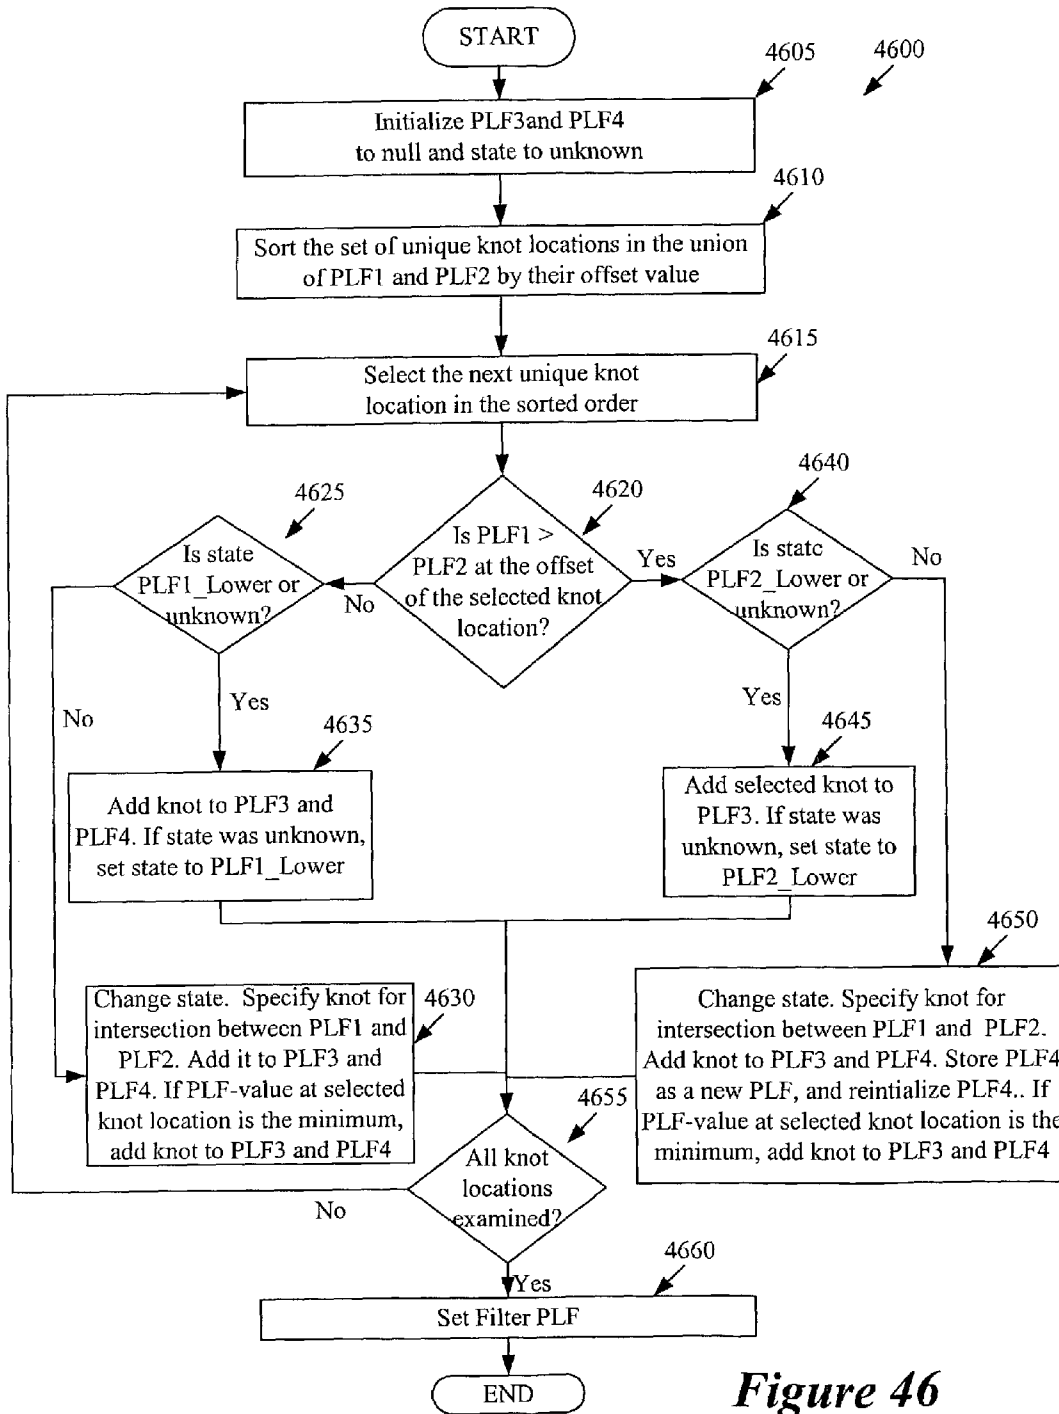 START
4605
4600
Initialize PLF3and PLF4
to null and state to unknown
4610
Sort the set of unique knot locations in the union
of PLF1 and PLF2 by their offset value
4615
Select the next unique knot
location in the sorted order
4625
4620
4640
Is state
PLF1_Lower or
unknown?
No
Is PLF1 >
PLF2 at the offset
of the selected knot
location?
Yes
Is state
PLF2_Lower or
unknown?
No
No
Yes
Yes
4635
4645
Add knot to PLF3 and
PLF4. If state was unknown,
set state to PLF1_Lower
Add selected knot to
PLF3. If state was
unknown, set state to
PLF2_Lower
4650
4630
Change state. Specify knot for
intersection between PLF1 and
PLF2. Add it to PLF3 and
PLF4. If PLF-value at selected
knot location is the minimum,
add knot to PLF3 and PLF4
Change state. Specify knot for
intersection between PLF1 and PLF2.
Add knot to PLF3 and PLF4. Store PLF4
as a new PLF, and reintialize PLF4.. If
PLF-value at selected knot location is the
minimum, add knot to PLF3 and PLF4
4655
All knot
locations
examined?
No
Yes
4660
Set Filter PLF
END
Figure 46